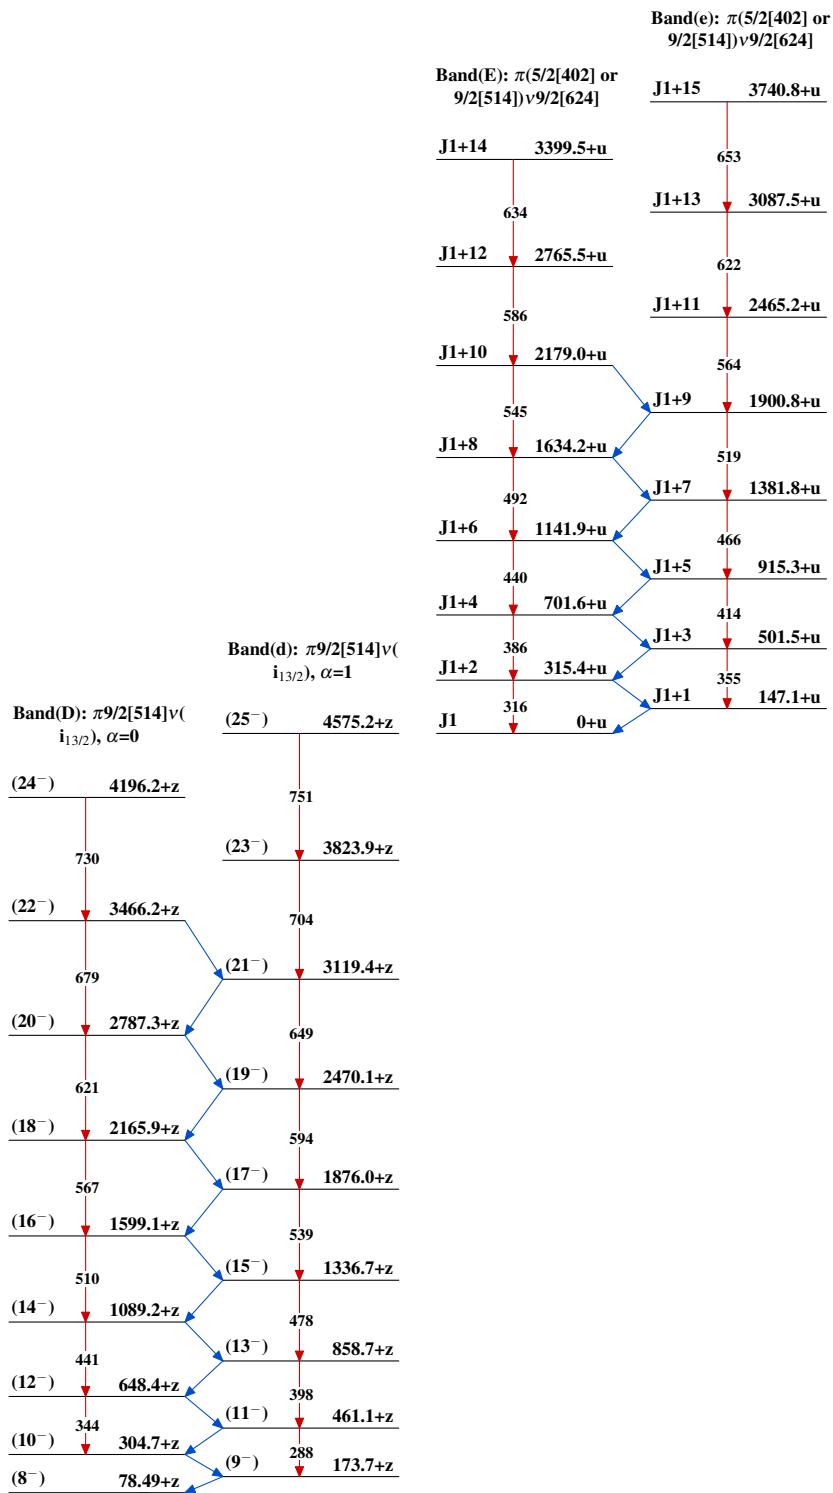 Band(D): π9/2[514]ν(
i13/2), α=0
(24⁻) 4196.2+z
730
(22⁻) 3466.2+z
679
(20⁻) 2787.3+z
621
(18⁻) 2165.9+z
567
(16⁻) 1599.1+z
510
(14⁻) 1089.2+z
441
(12⁻) 648.4+z
344
(10⁻) 304.7+z
(8⁻) 78.49+z
Band(d): π9/2[514]ν(
i13/2), α=1
(25⁻) 4575.2+z
751
(23⁻) 3823.9+z
704
(21⁻) 3119.4+z
649
(19⁻) 2470.1+z
594
(17⁻) 1876.0+z
539
(15⁻) 1336.7+z
478
(13⁻) 858.7+z
398
(11⁻) 461.1+z
288
(9⁻) 173.7+z
Band(E): π(5/2[402] or
9/2[514])ν9/2[624]
J1+14 3399.5+u
634
J1+12 2765.5+u
586
J1+10 2179.0+u
545
J1+8 1634.2+u
492
J1+6 1141.9+u
440
J1+4 701.6+u
386
J1+2 315.4+u
316
J1 0+u
Band(e): π(5/2[402] or
9/2[514])ν9/2[624]
J1+15 3740.8+u
653
J1+13 3087.5+u
622
J1+11 2465.2+u
564
J1+9 1900.8+u
519
J1+7 1381.8+u
466
J1+5 915.3+u
414
J1+3 501.5+u
355
J1+1 147.1+u